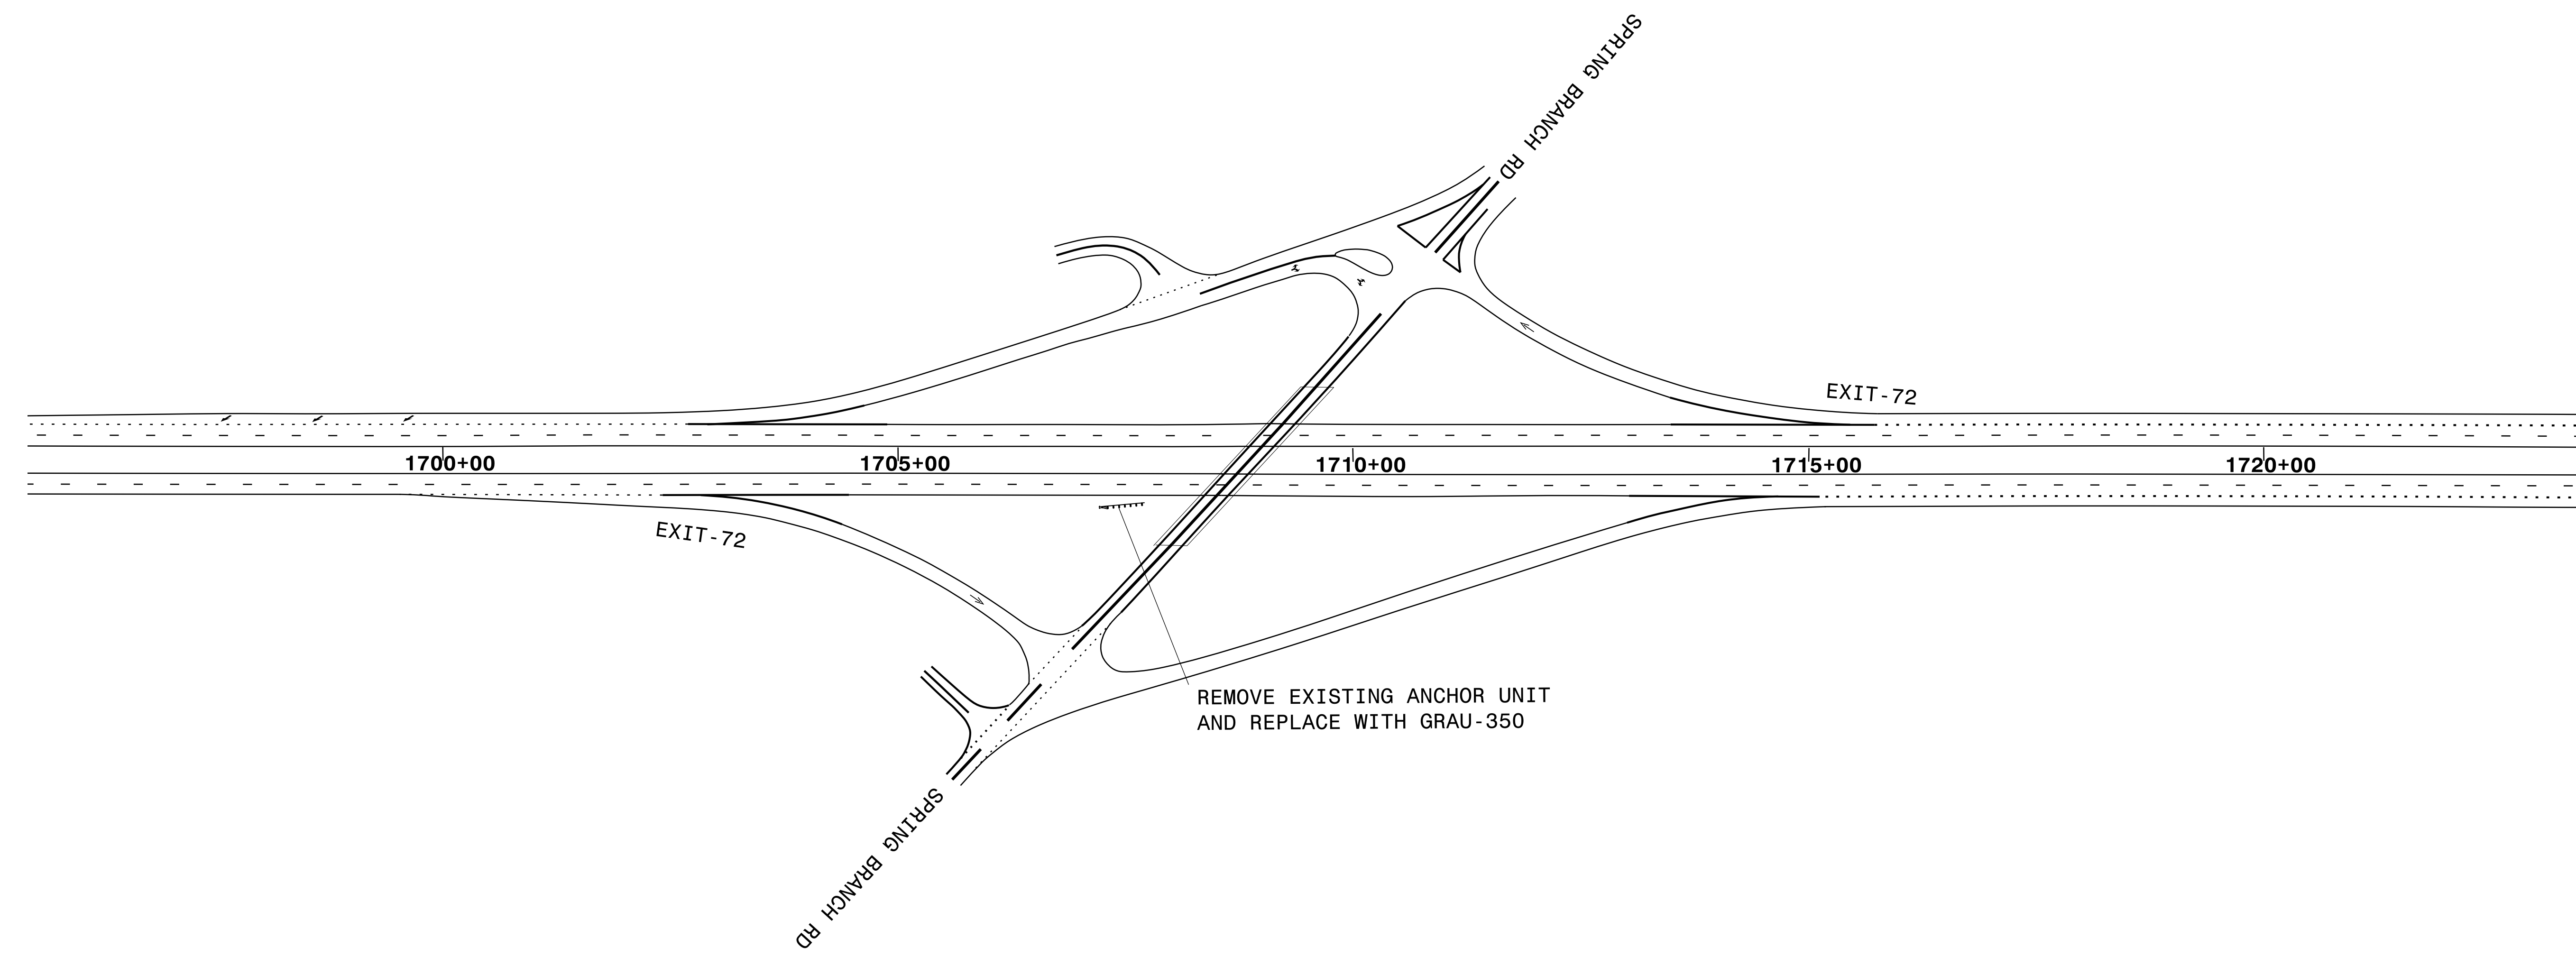 SPRING BRANCH RD
EXIT-72
1700+00
1705+00
1710+00
1715+00
1720+00
EXIT-72
REMOVE EXISTING ANCHOR UNIT
AND REPLACE WITH GRAU-350
SPRING BRANCH RD